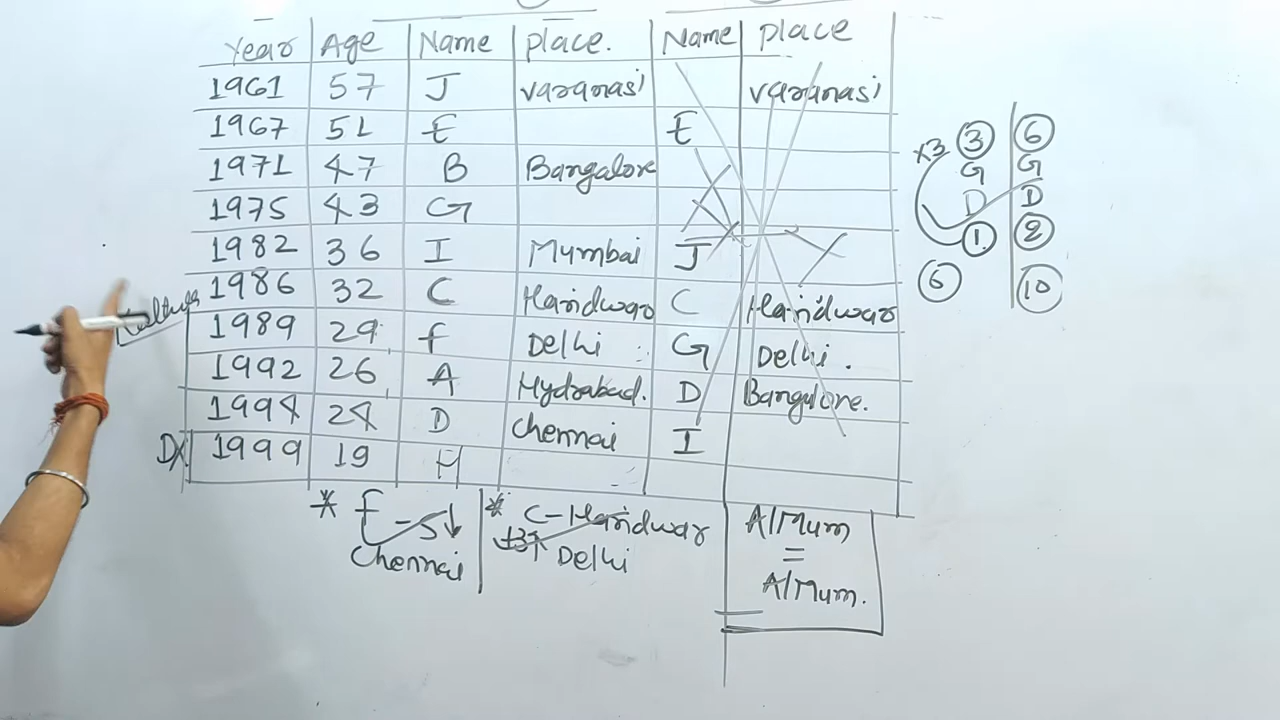 Year Age Name place. Name place
1961 57 J varanasi varanasi
1967 51 E E
1971 47 B Bangalore
1975 43 G
1982 36 I Mumbai J
1986 32 C Haridwar C Haridwar
1989 29 f Delhi G Delhi.
1992 26 A Hydrabad. D Bangalore.
1994 24 D Chennai I
D 1999 19 H
* f - 5↓
Chennai
* C- Haridwar
+3↑ Delhi
A/Mum
=
A/Mum.
×3 3 6
G G
D D
1 2
6 10